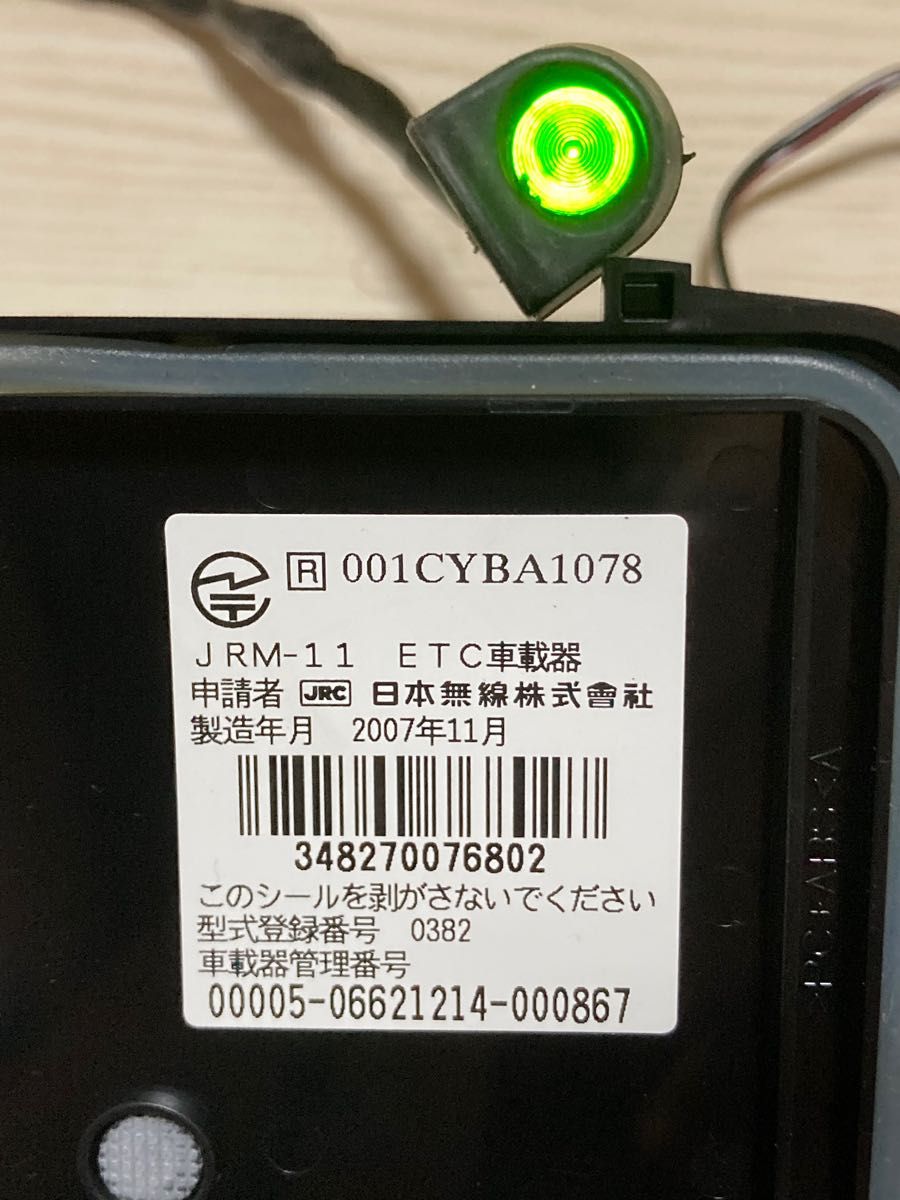 R 001CYBA1078
JRM-11 ETC車載器
申請者 JRC 日本無線株式會社
製造年月 2007年11月
348270076802
このシールを剥がさないでください
型式登録番号 0382
車載器管理番号
00005-06621214-000867